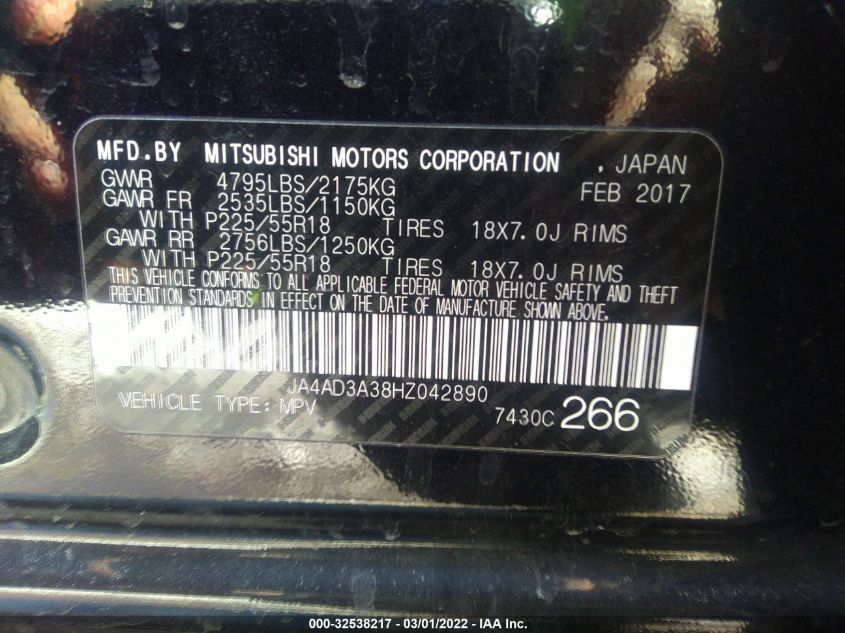 MFD.BY MITSUBISHI MOTORS CORPORATION . JAPAN
GVWR 4795LBS/2175KG FEB 2017
GAWR FR 2535LBS/1150KG
WITH P225/55R18 TIRES 18X7.0J RIMS
GAWR RR 2756LBS/1250KG
WITH P225/55R18 TIRES 18X7.0J RIMS
THIS VEHICLE CONFORMS TO ALL APPLICABLE FEDERAL MOTOR VEHICLE SAFETY AND THEFT
PREVENTION STANDARDS IN EFFECT ON THE DATE OF MANUFACTURE SHOWN ABOVE.
JA4AD3A38HZ042890
VEHICLE TYPE: MPV 7430C 266
000-32538217 - 03/01/2022 - IAAI.com